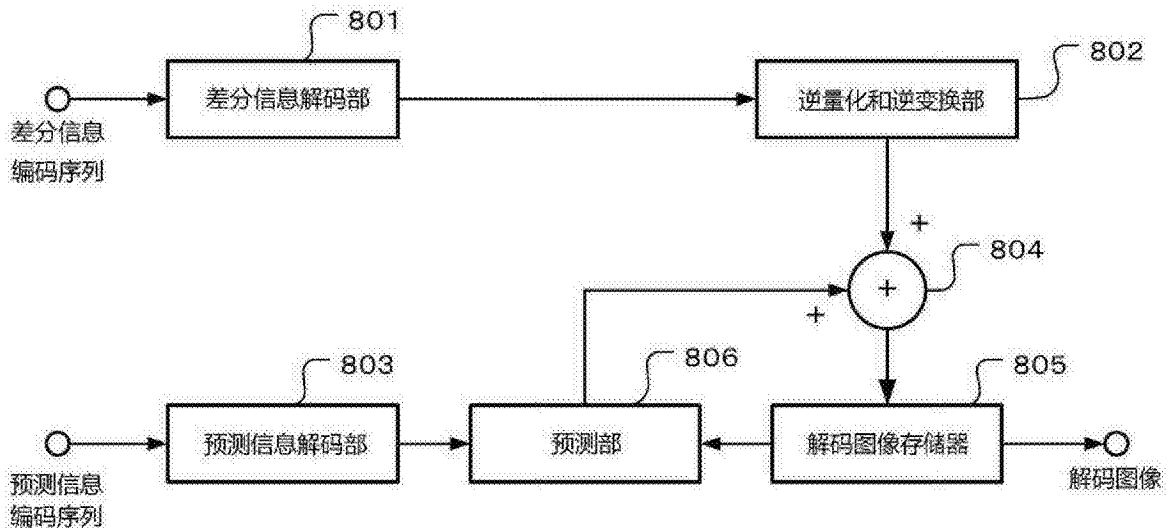 801
差分信息解码部
802
逆量化和逆变换部
差分信息
编码序列
+
804
+
+
803
806
805
预测信息解码部
预测部
解码图像存储器
预测信息
编码序列
解码图像